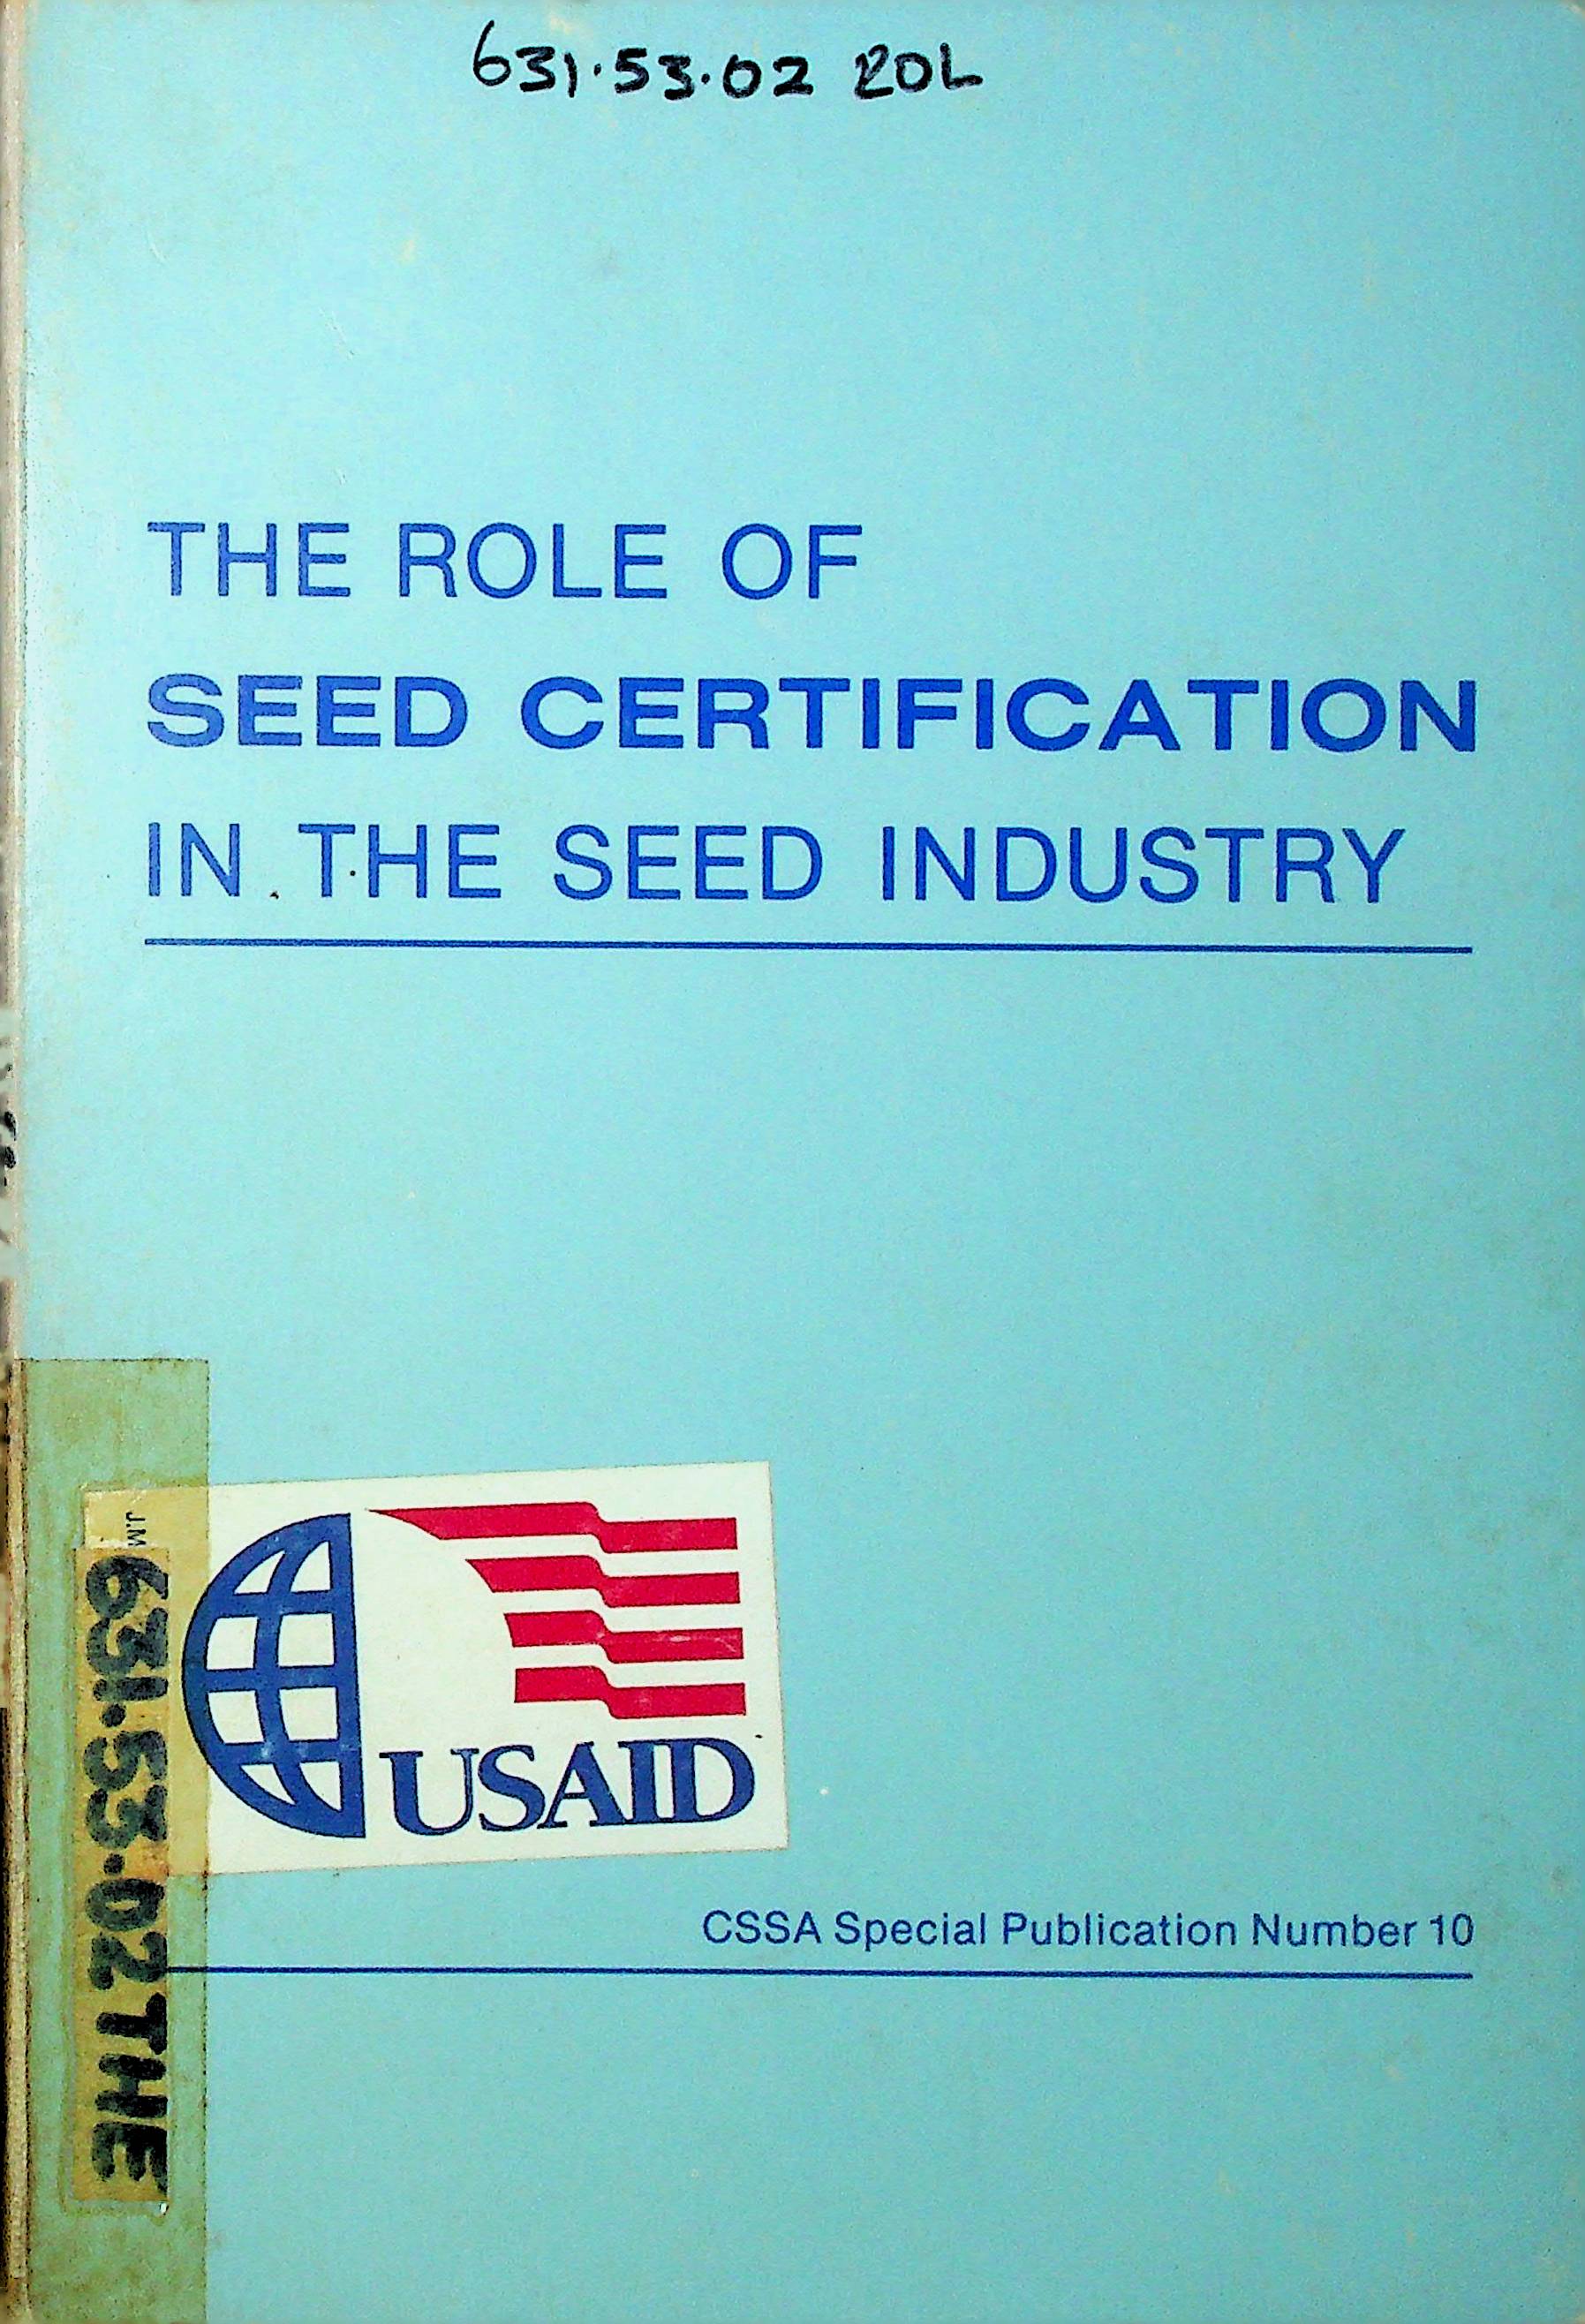 631.53.02 ROL
THE ROLE OF
SEED CERTIFICATION
IN THE SEED INDUSTRY
J.M
631.53.02 THE
USAID
CSSA Special Publication Number 10